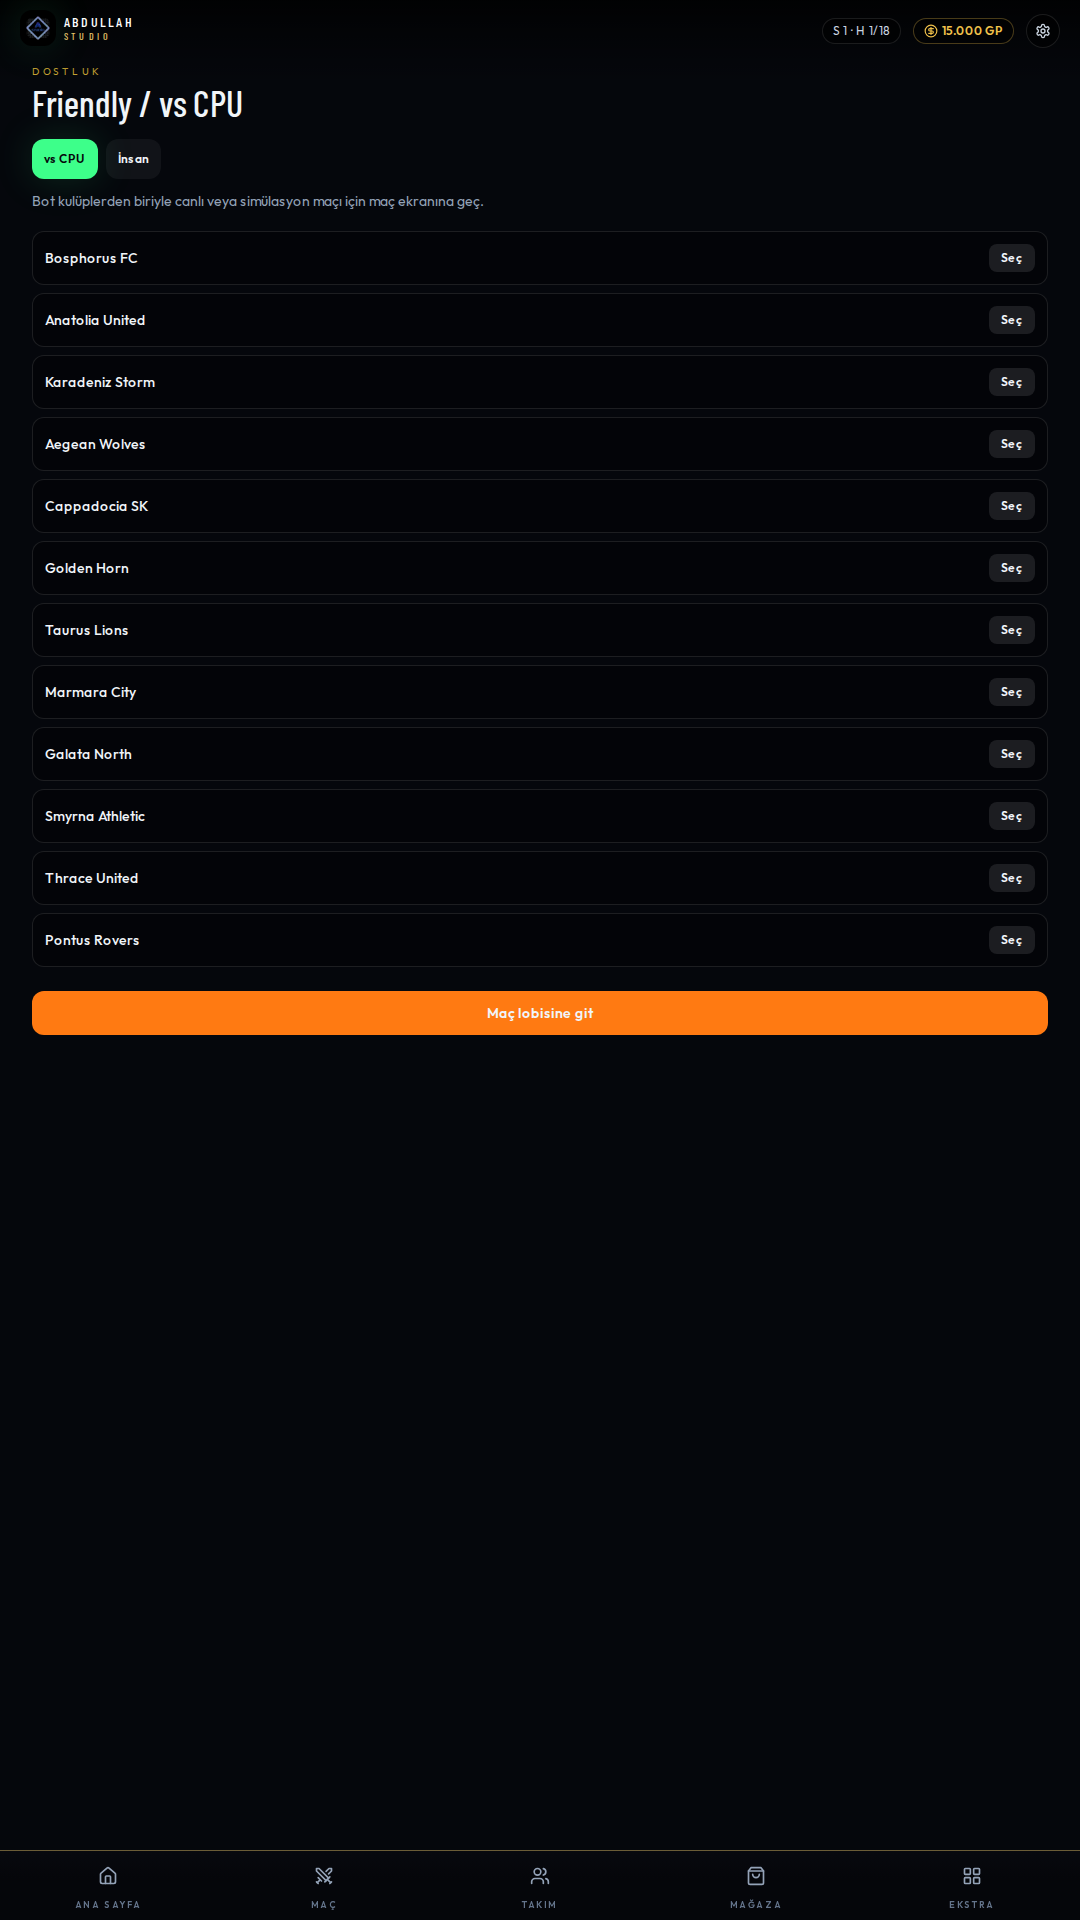 ABDULLAH
STUDIO
S 1 · H 1/18
15.000 GP
DOSTLUK
Friendly / vs CPU
vs CPU
İnsan
Bot kulüplerden biriyle canlı veya simülasyon maçı için maç ekranına geç.
Bosphorus FC
Seç
Anatolia United
Seç
Karadeniz Storm
Seç
Aegean Wolves
Seç
Cappadocia SK
Seç
Golden Horn
Seç
Taurus Lions
Seç
Marmara City
Seç
Galata North
Seç
Smyrna Athletic
Seç
Thrace United
Seç
Pontus Rovers
Seç
Maç lobisine git
ANA SAYFA
MAÇ
TAKIM
MAĞAZA
EKSTRA